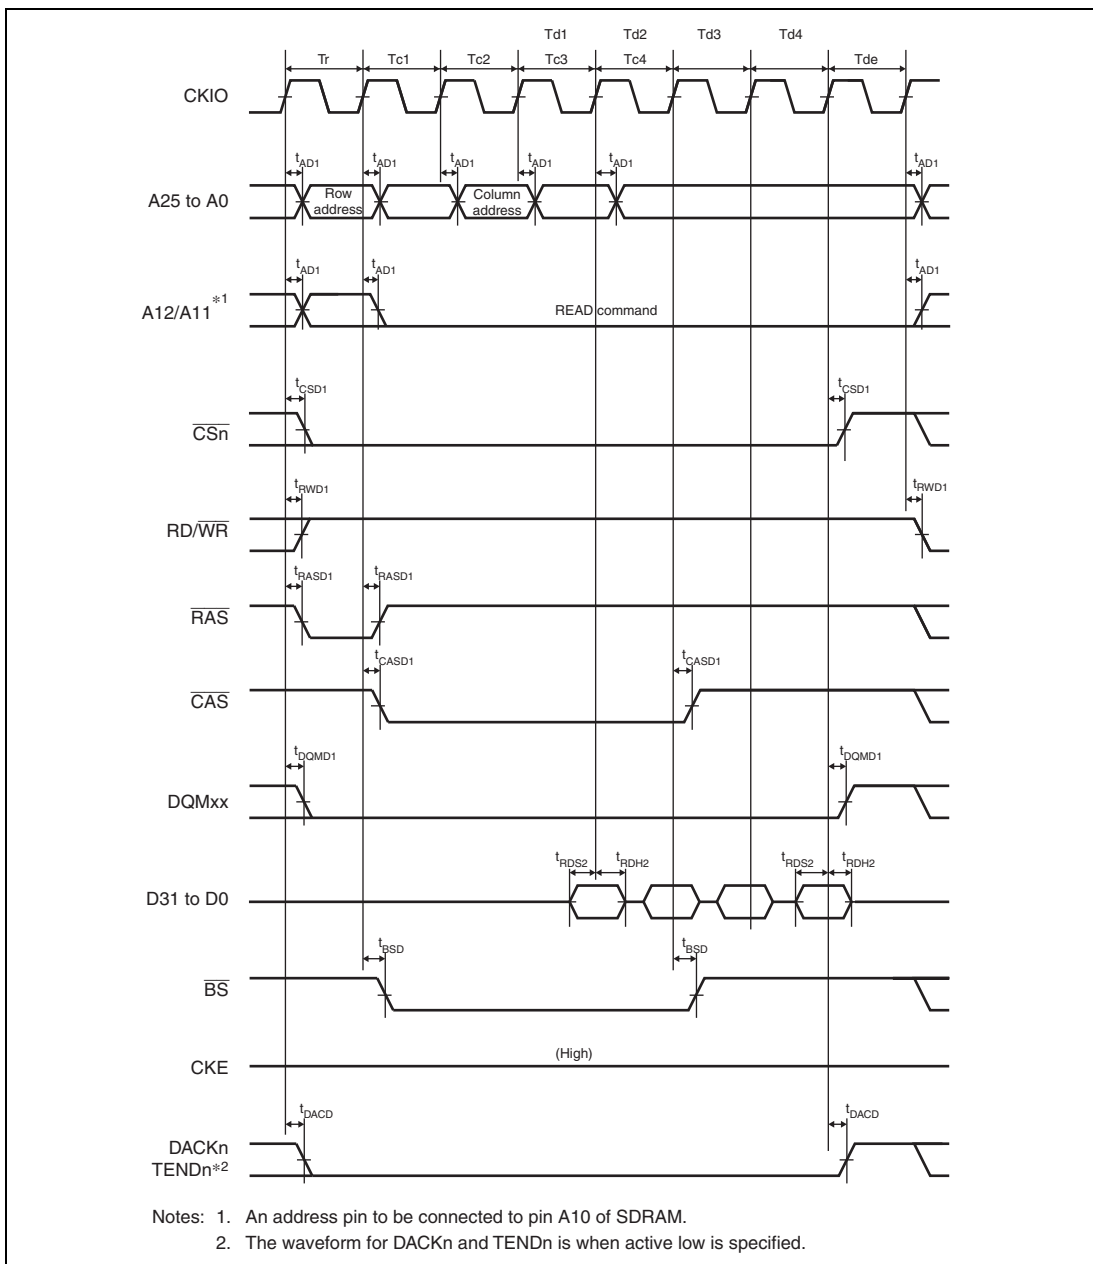 Td1 Td2 Td3 Td4
Tr Tc1 Tc2 Tc3 Tc4 Tde
CKIO
tAD1 tAD1 tAD1 tAD1 tAD1 tAD1
A25 to A0
Row address
Column address
tAD1 tAD1 tAD1
A12/A11*1
READ command
tCSD1 tCSD1
CSn
tRWD1 tRWD1
RD/WR
tRASD1 tRASD1
RAS
tCASD1 tCASD1
CAS
tDQMD1 tDQMD1
DQMxx
tRDS2 tRDH2 tRDS2 tRDH2
D31 to D0
tBSD tBSD
BS
(High)
CKE
tDACD tDACD
DACKn
TENDn*2
Notes: 1. An address pin to be connected to pin A10 of SDRAM.
2. The waveform for DACKn and TENDn is when active low is specified.